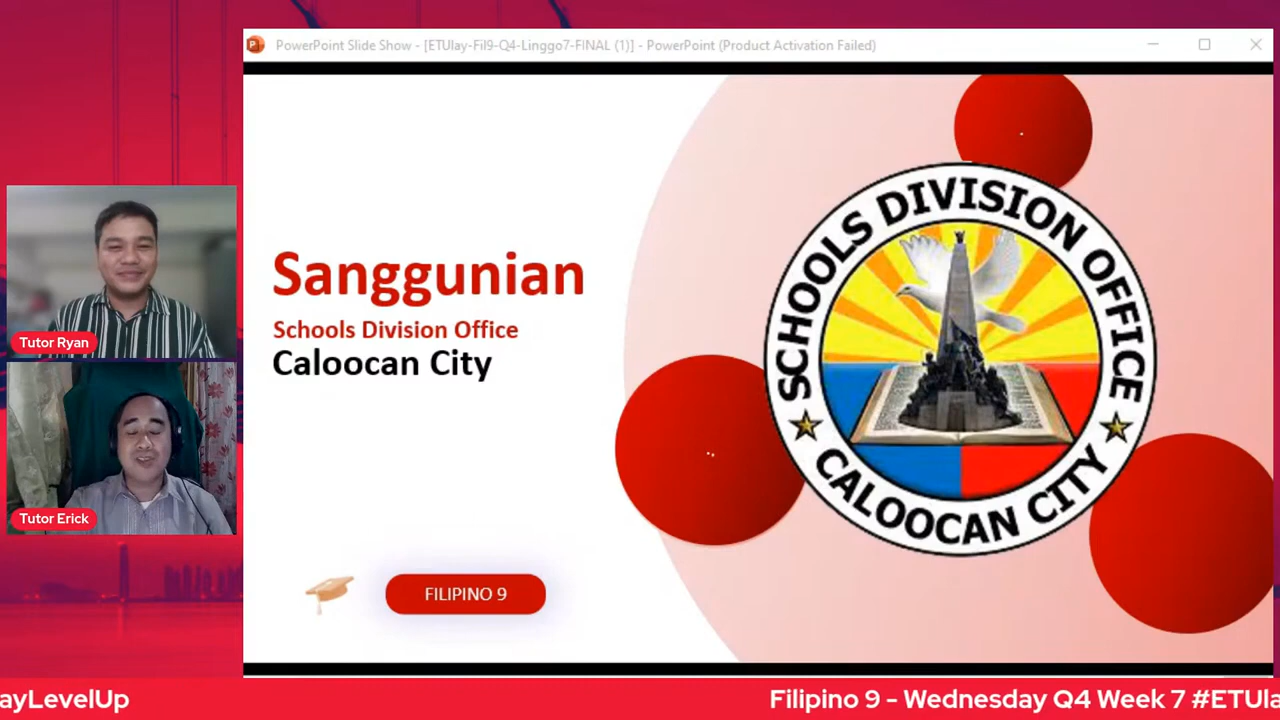 PowerPoint Slide Show - [ETUlay-Fil9-Q4-Linggo7-FINAL (1)] - PowerPoint (Product Activation Failed)
Sanggunian
Schools Division Office
Caloocan City
SCHOOLS DIVISION OFFICE
CALOOCAN CITY
FILIPINO 9
Tutor Ryan
Tutor Erick
ayLevelUp
Filipino 9 - Wednesday Q4 Week 7 #ETUla